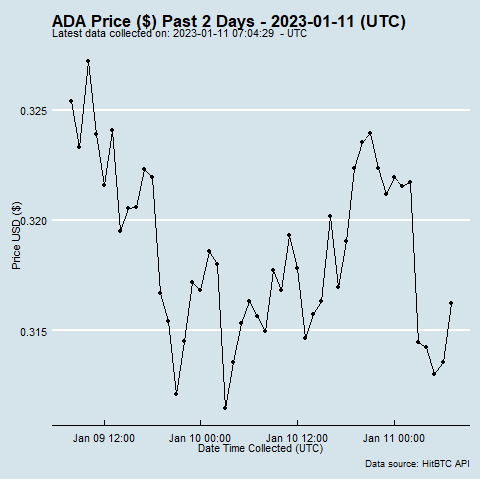 ADA Price ($) Past 2 Days - 2023-01-11 (UTC)
Latest data collected on: 2023-01-11 07:04:29 - UTC
0.325
0.320
0.315
Price USD ($)
Jan 09 12:00 Jan 10 00:00 Jan 10 12:00 Jan 11 00:00
Date Time Collected (UTC)
Data source: HitBTC API